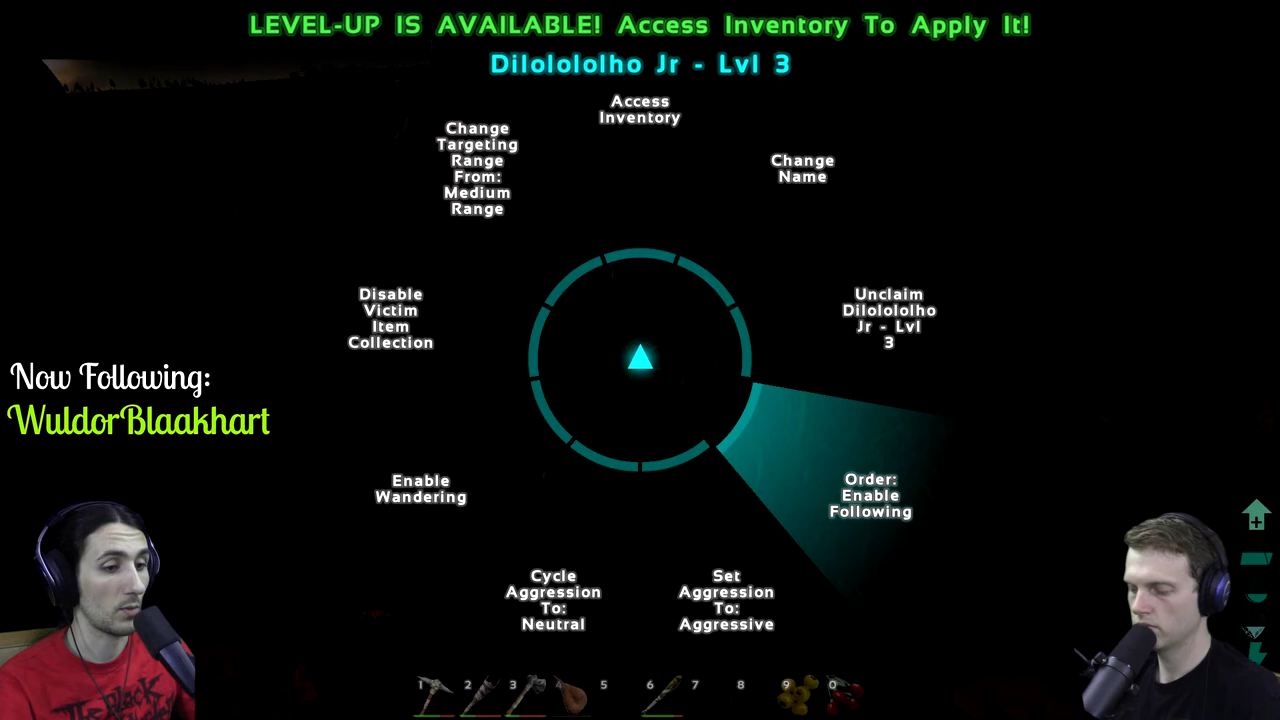 LEVEL-UP IS AVAILABLE! Access Inventory To Apply It!
Dilolololho Jr - Lvl 3
Access
Inventory
Change
Targeting
Range
From:
Medium
Range
Change
Name
Disable
Victim
Item
Collection
Unclaim
Dilolololho
Jr - Lvl
3
Now Following:
WuldorBlaakhart
Enable
Wandering
Order:
Enable
Following
Cycle
Aggression
To:
Neutral
Set
Aggression
To:
Aggressive
1 2 3 4 5 6 7 8 9 0